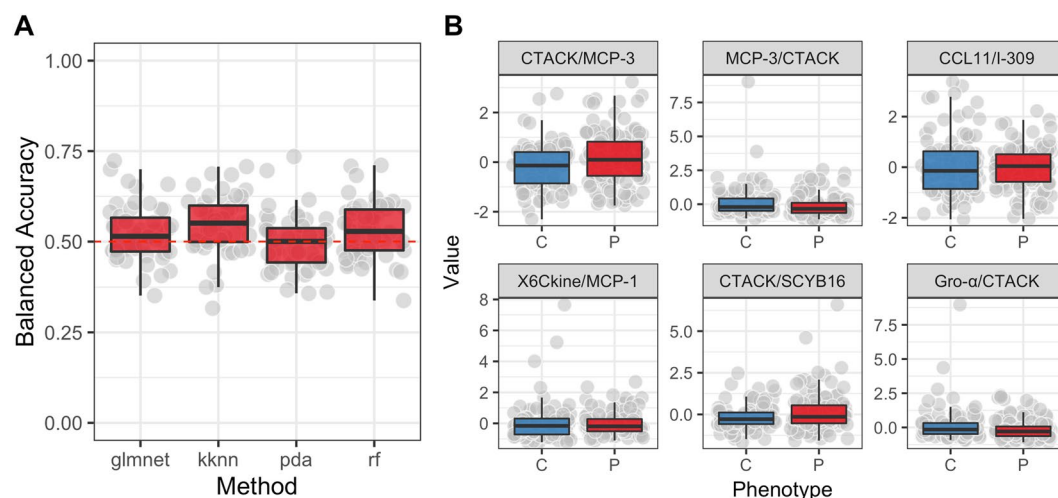 A
Balanced Accuracy
1.00
0.75
0.50
0.25
0.00
glmnet kknn pda rf
Method
B
Value
CTACK/MCP-3 MCP-3/CTACK CCL11/I-309
2
0
-2
C P
7.5
5.0
2.5
0.0
C P
2
0
-2
C P
X6Ckine/MCP-1 CTACK/SCYB16 Gro-α/CTACK
8
6
4
2
0
C P
5.0
2.5
0.0
C P
7.5
5.0
2.5
0.0
C P
Phenotype